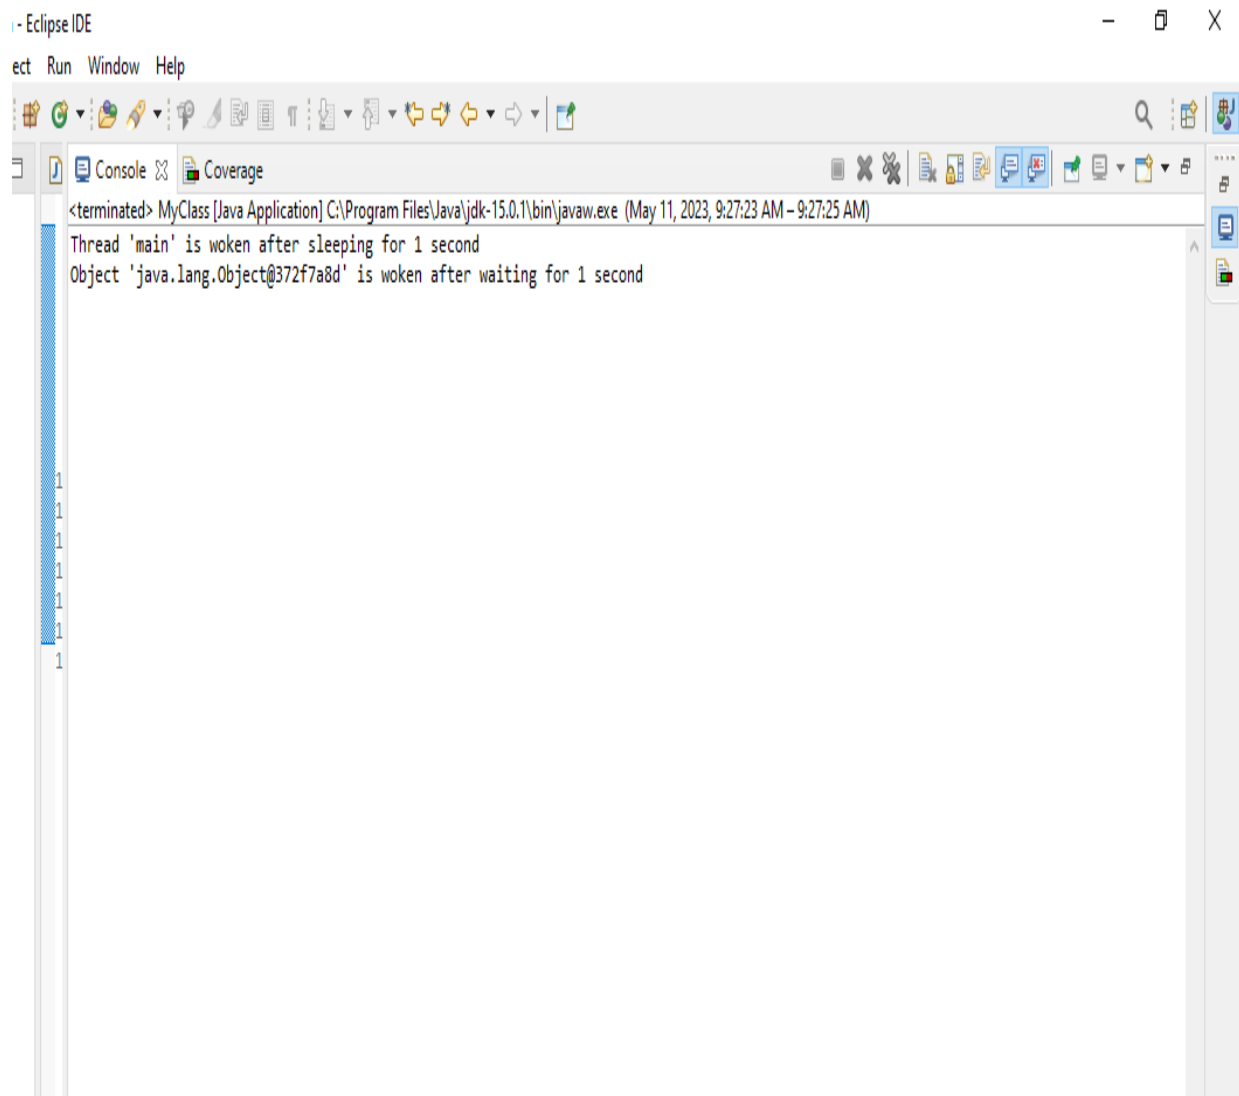 - Eclipse IDE
ect Run Window Help
Console Coverage
<terminated> MyClass [Java Application] C:\Program Files\Java\jdk-15.0.1\bin\javaw.exe (May 11, 2023, 9:27:23 AM – 9:27:25 AM)
Thread 'main' is woken after sleeping for 1 second
Object 'java.lang.Object@372f7a8d' is woken after waiting for 1 second
1
1
1
1
1
1
1